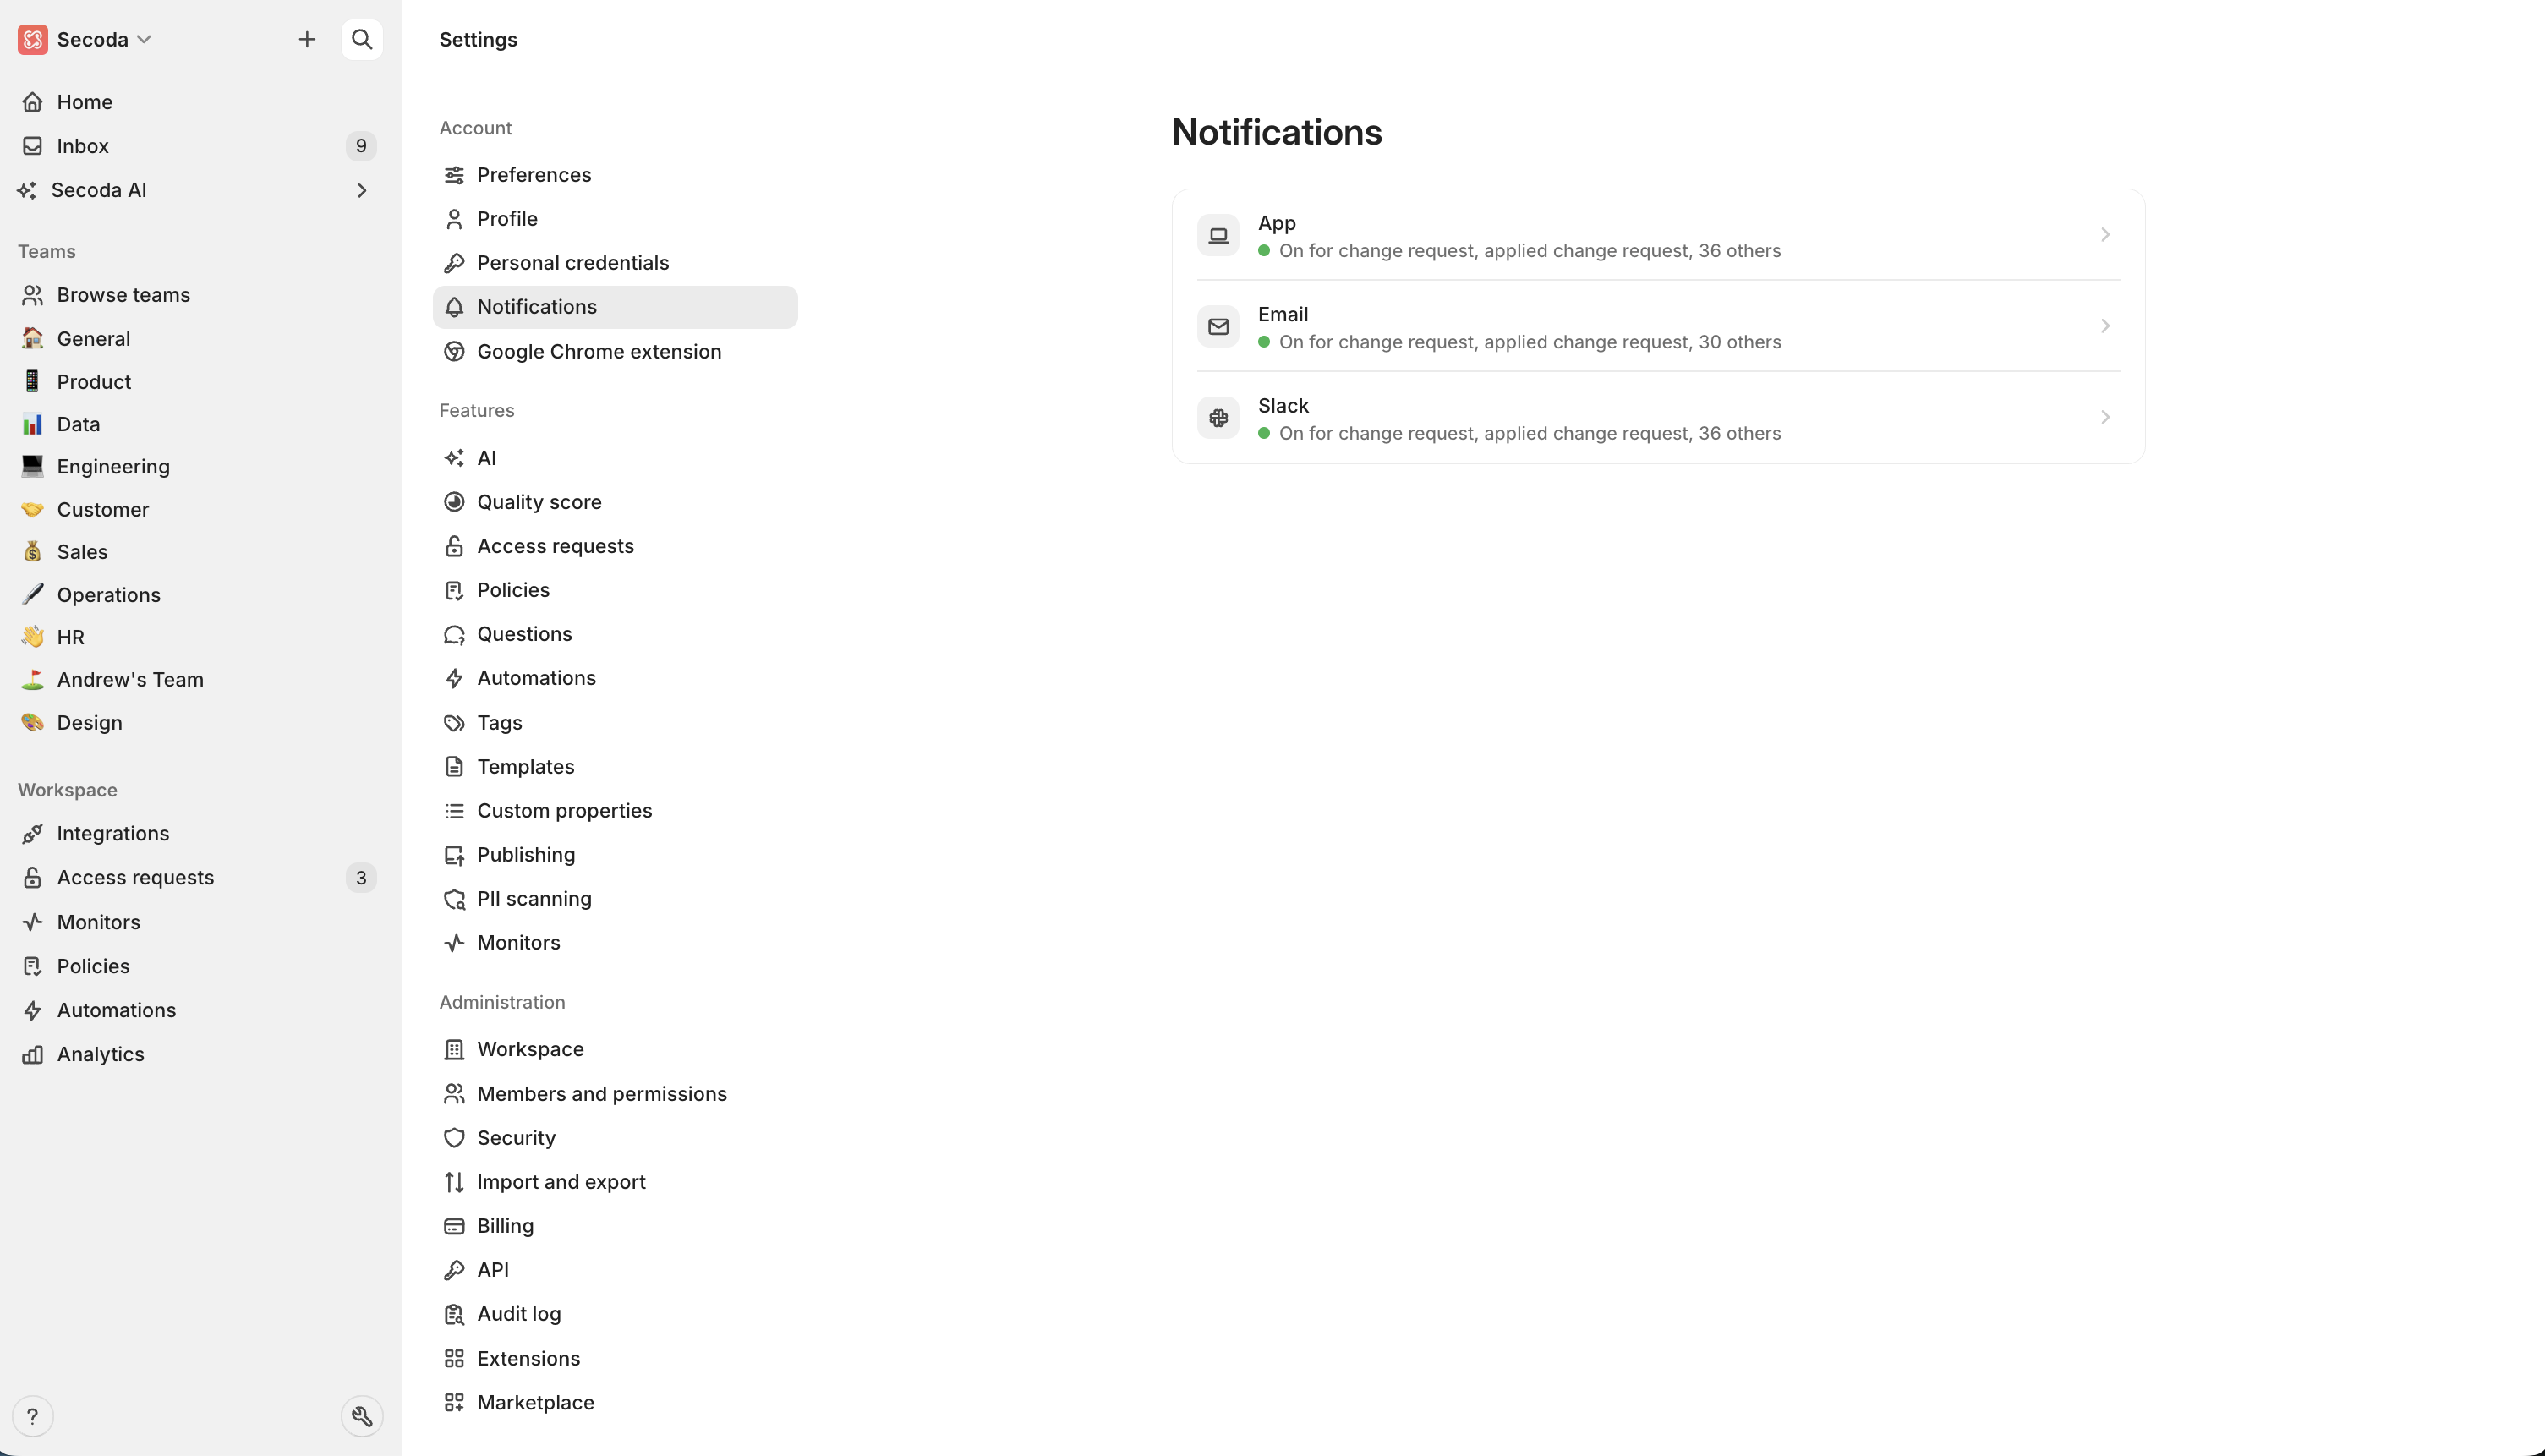 Secoda
Home
Inbox 9
Secoda AI
Teams
Browse teams
General
Product
Data
Engineering
Customer
Sales
Operations
HR
Andrew's Team
Design
Workspace
Integrations
Access requests 3
Monitors
Policies
Automations
Analytics
?
Settings
Account
Preferences
Profile
Personal credentials
Notifications
Google Chrome extension
Features
AI
Quality score
Access requests
Policies
Questions
Automations
Tags
Templates
Custom properties
Publishing
PII scanning
Monitors
Administration
Workspace
Members and permissions
Security
Import and export
Billing
API
Audit log
Extensions
Marketplace
Notifications
App
On for change request, applied change request, 36 others
Email
On for change request, applied change request, 30 others
Slack
On for change request, applied change request, 36 others